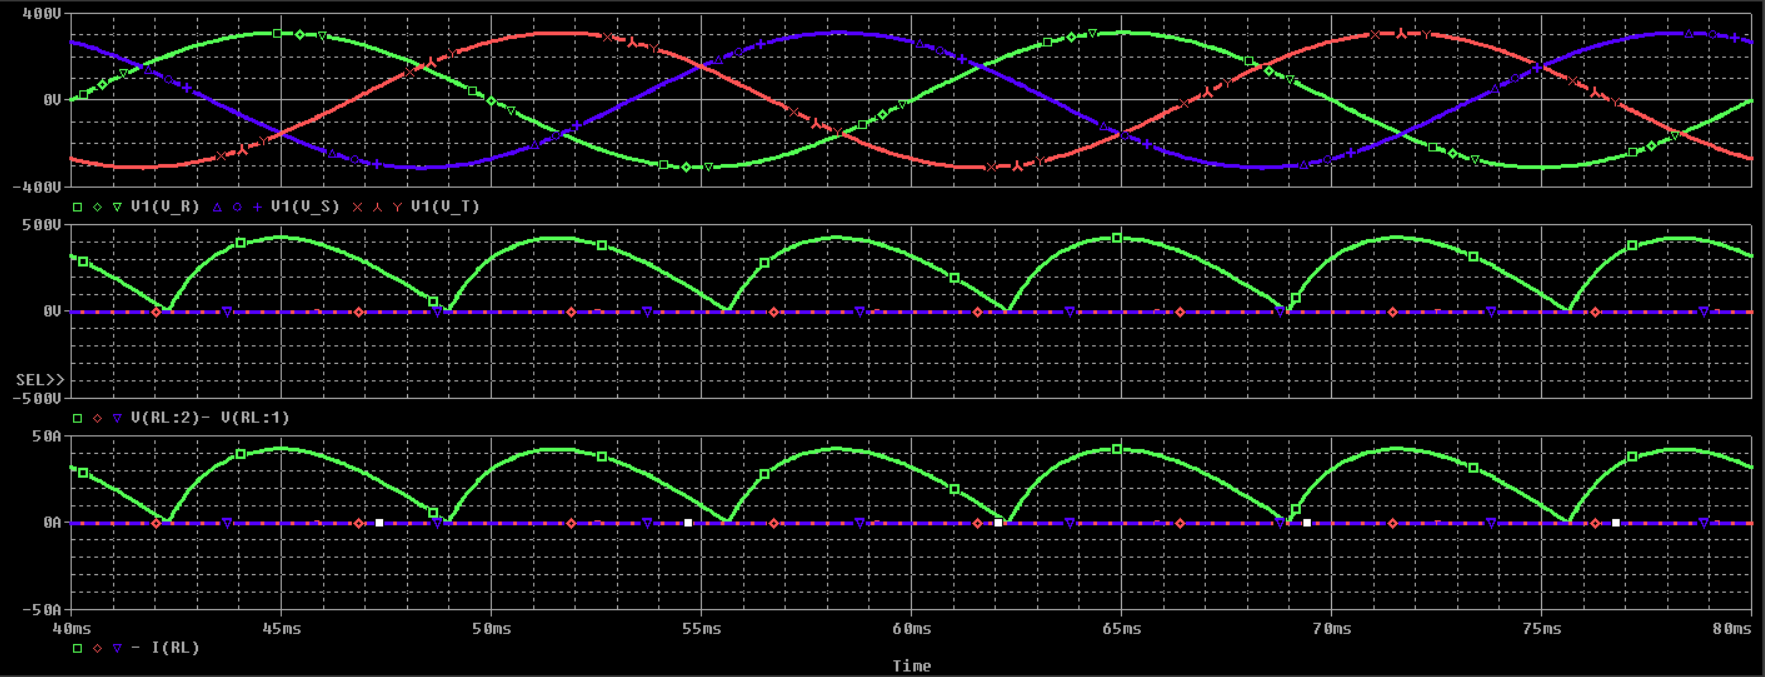 400V
0V
-400V
V1(V_R) V1(V_S) V1(V_T)
500V
0V
SEL>>
-500V
V(RL:2)- V(RL:1)
50A
0A
-50A
40ms 45ms 50ms 55ms 60ms 65ms 70ms 75ms 80ms
- I(RL)
Time